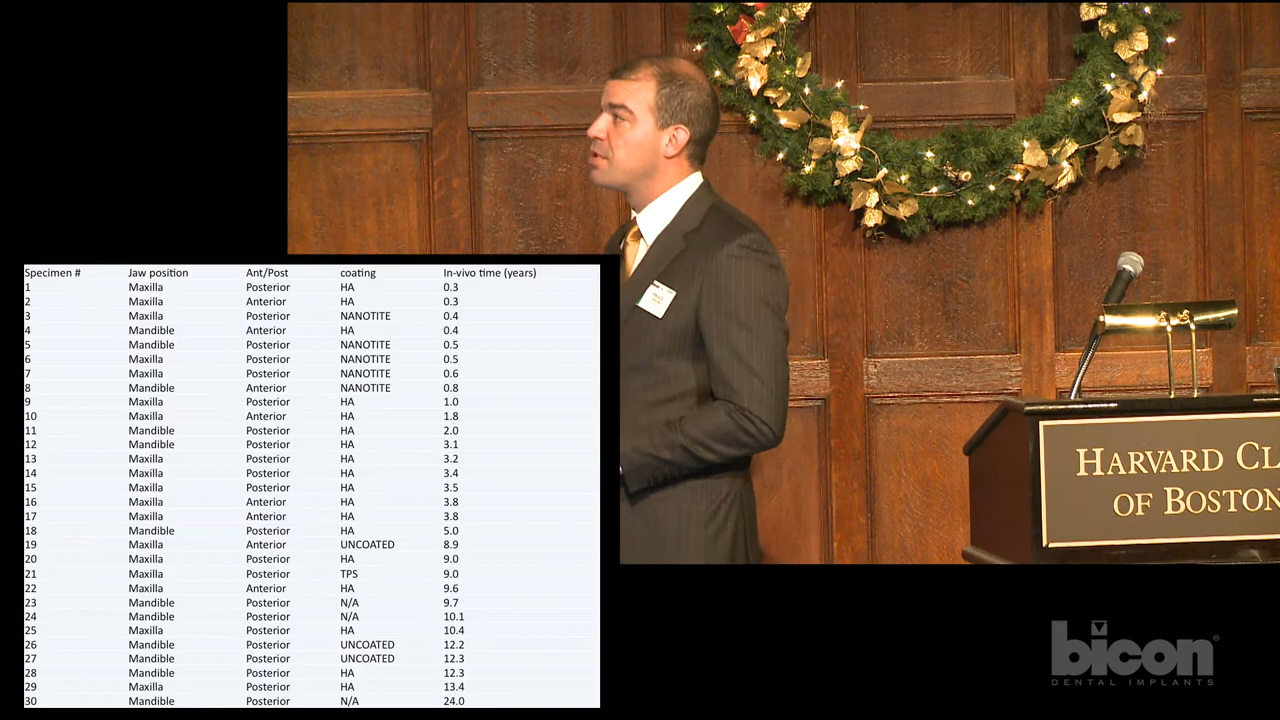 Specimen # Jaw position Ant/Post coating In-vivo time (years)
1 Maxilla Posterior HA 0.3
2 Maxilla Anterior HA 0.3
3 Maxilla Posterior NANOTITE 0.4
4 Mandible Anterior HA 0.4
5 Mandible Posterior NANOTITE 0.5
6 Maxilla Posterior NANOTITE 0.5
7 Maxilla Posterior NANOTITE 0.6
8 Mandible Anterior NANOTITE 0.8
9 Maxilla Posterior HA 1.0
10 Maxilla Anterior HA 1.8
11 Mandible Posterior HA 2.0
12 Mandible Posterior HA 3.1
13 Maxilla Posterior HA 3.2
14 Maxilla Posterior HA 3.4
15 Maxilla Posterior HA 3.5
16 Maxilla Anterior HA 3.8
17 Maxilla Anterior HA 3.8
18 Mandible Posterior HA 5.0
19 Maxilla Anterior UNCOATED 8.9
20 Maxilla Posterior HA 9.0
21 Maxilla Posterior TPS 9.0
22 Maxilla Anterior HA 9.6
23 Mandible Posterior N/A 9.7
24 Mandible Posterior N/A 10.1
25 Maxilla Posterior HA 10.4
26 Mandible Posterior UNCOATED 12.2
27 Mandible Posterior UNCOATED 12.3
28 Mandible Posterior HA 12.3
29 Maxilla Posterior HA 13.4
30 Mandible Posterior N/A 24.0
HARVARD CL
OF BOSTON
bicon®
DENTAL IMPLANTS